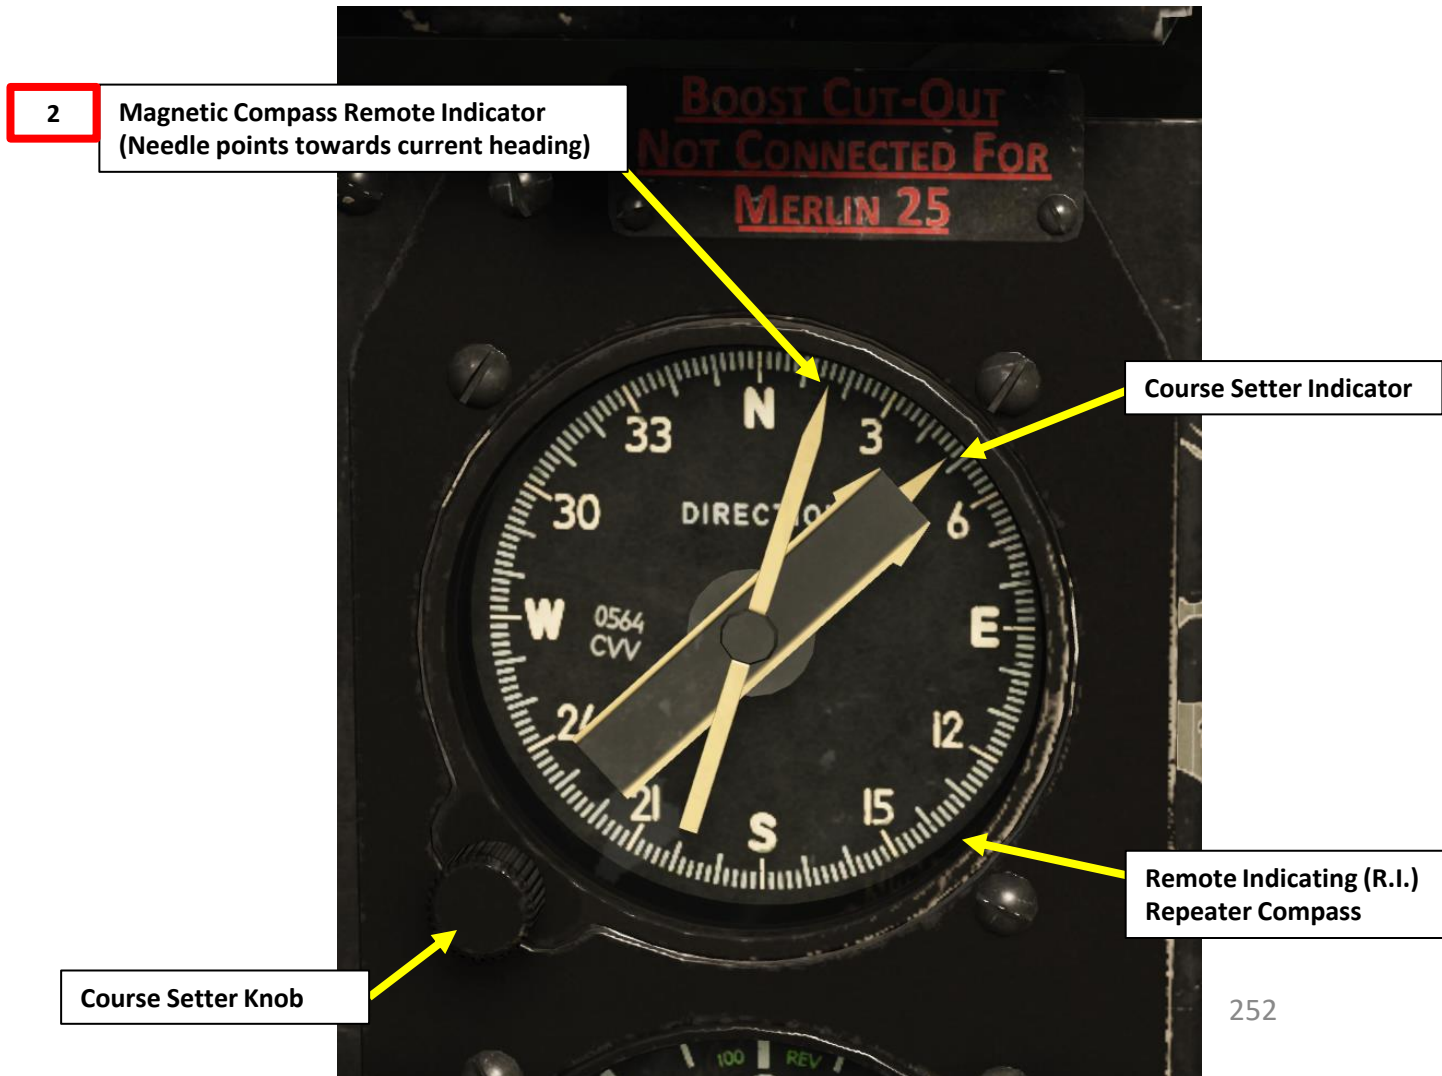 2
Magnetic Compass Remote Indicator
(Needle points towards current heading)
BOOST CUT-OUT
NOT CONNECTED FOR
MERLIN 25
Course Setter Indicator
N
33
3
30
DIRECTION
6
W
0564
CVV
E
24
12
21
15
S
Remote Indicating (R.I.)
Repeater Compass
Course Setter Knob
252
100
REV